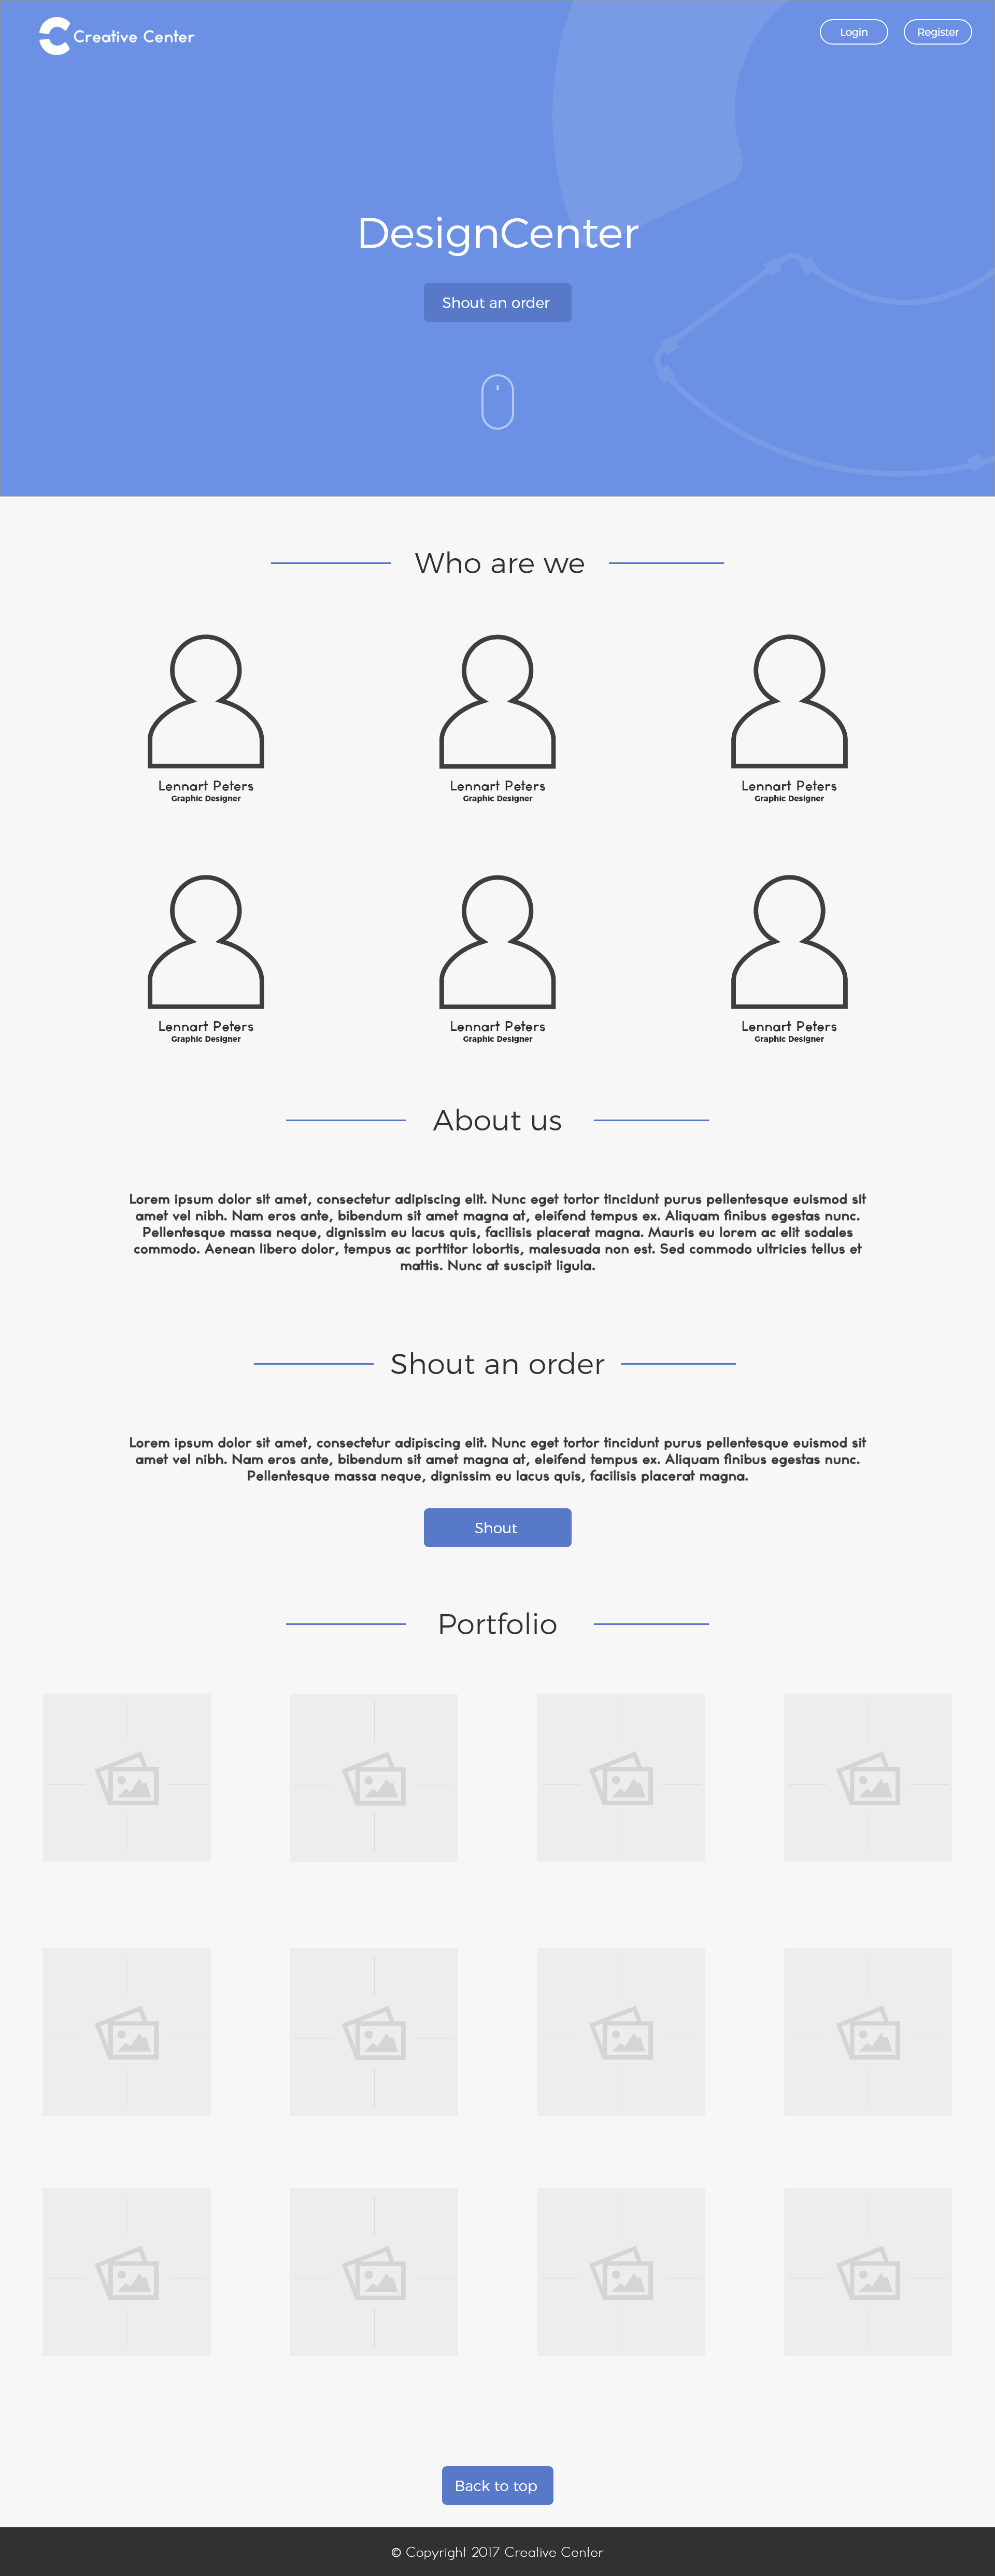 Creative Center
Login
Register
DesignCenter
Shout an order
Who are we
Lennart Peters
Graphic Designer
Lennart Peters
Graphic Designer
Lennart Peters
Graphic Designer
Lennart Peters
Graphic Designer
Lennart Peters
Graphic Designer
Lennart Peters
Graphic Designer
About us
Lorem ipsum dolor sit amet, consectetur adipiscing elit. Nunc eget tortor tincidunt purus pellentesque euismod sit
amet vel nibh. Nam eros ante, bibendum sit amet magna at, eleifend tempus ex. Aliquam finibus egestas nunc.
Pellentesque massa neque, dignissim eu lacus quis, facilisis placerat magna. Mauris eu lorem ac elit sodales
commodo. Aenean libero dolor, tempus ac porttitor lobortis, malesuada non est. Sed commodo ultricies tellus et
mattis. Nunc at suscipit ligula.
Shout an order
Lorem ipsum dolor sit amet, consectetur adipiscing elit. Nunc eget tortor tincidunt purus pellentesque euismod sit
amet vel nibh. Nam eros ante, bibendum sit amet magna at, eleifend tempus ex. Aliquam finibus egestas nunc.
Pellentesque massa neque, dignissim eu lacus quis, facilisis placerat magna.
Shout
Portfolio
Back to top
© Copyright 2017 Creative Center